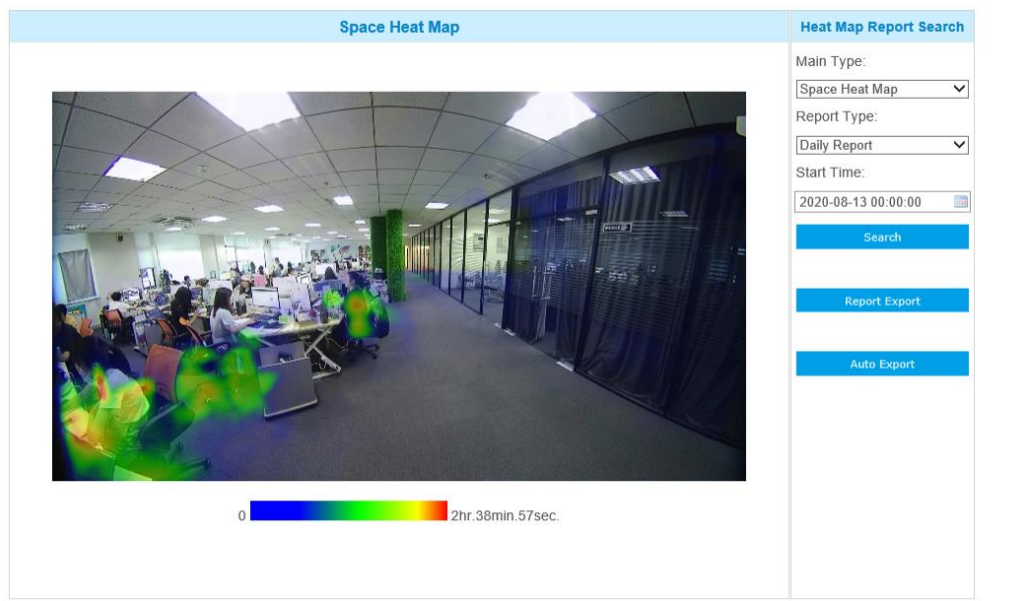 Space Heat Map
0
2hr.38min.57sec.
Heat Map Report Search
Main Type:
Space Heat Map
Report Type:
Daily Report
Start Time:
2020-08-13 00:00:00
Search
Report Export
Auto Export